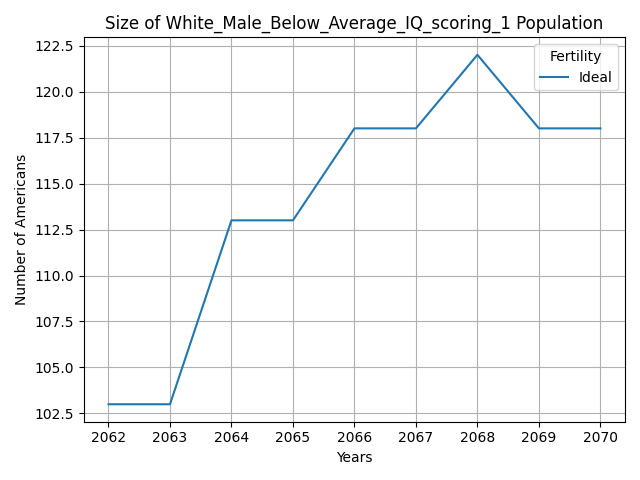 Size of White_Male_Below_Average_IQ_scoring_1 Population
Fertility
Ideal
Number of Americans
122.5
120.0
117.5
115.0
112.5
110.0
107.5
105.0
102.5
2062 2063 2064 2065 2066 2067 2068 2069 2070
Years